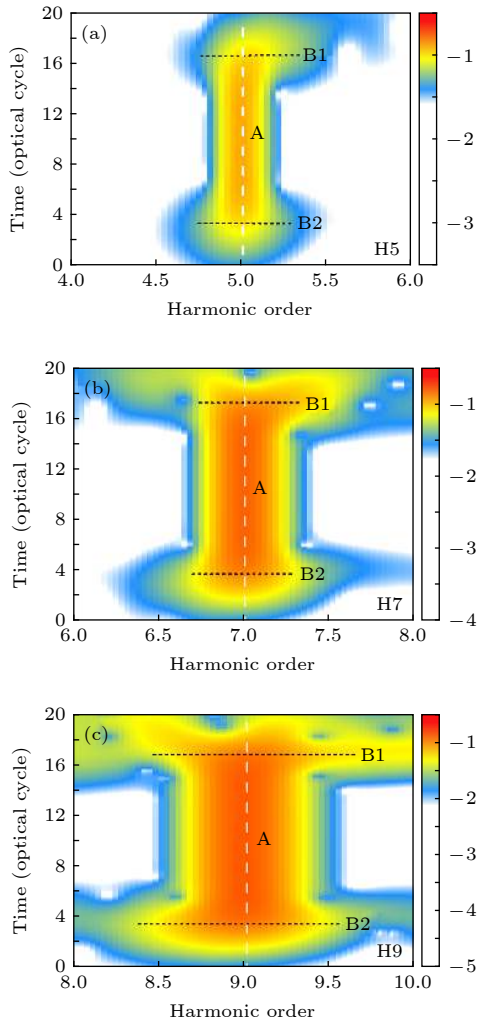 (a)
20
16
12
8
4
0
Time (optical cycle)
B1
A
B2
H5
4.0 4.5 5.0 5.5 6.0
Harmonic order
−1
−2
−3
(b)
20
16
12
8
4
0
Time (optical cycle)
B1
A
B2
H7
6.0 6.5 7.0 7.5 8.0
Harmonic order
−1
−2
−3
−4
(c)
20
16
12
8
4
0
Time (optical cycle)
B1
A
B2
H9
8.0 8.5 9.0 9.5 10.0
Harmonic order
−1
−2
−3
−4
−5